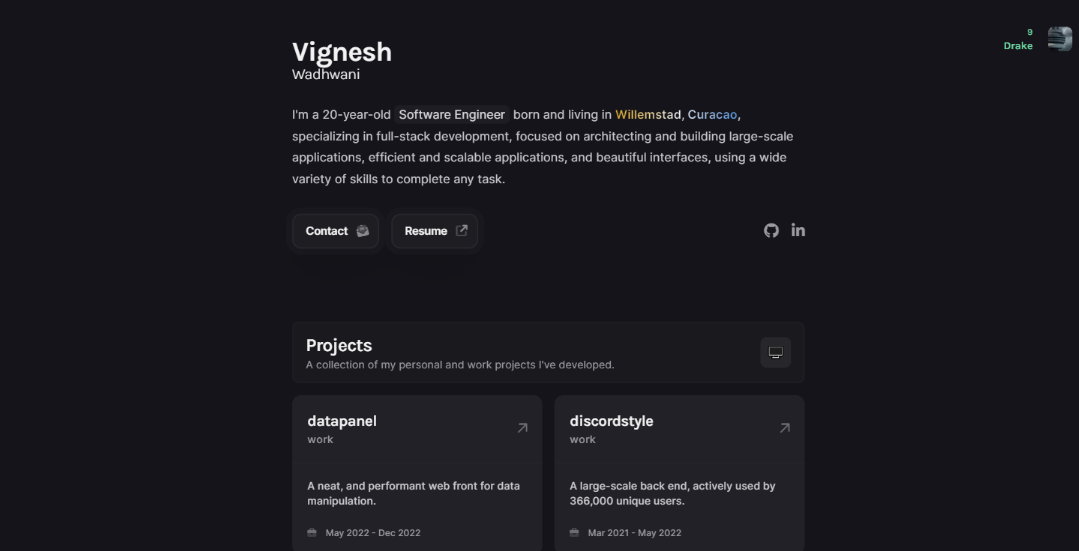 9
Drake
Vignesh
Wadhwani
I'm a 20-year-old Software Engineer born and living in Willemstad, Curacao,
specializing in full-stack development, focused on architecting and building large-scale
applications, efficient and scalable applications, and beautiful interfaces, using a wide
variety of skills to complete any task.
Contact
Resume
in
Projects
A collection of my personal and work projects I've developed.
datapanel
work
A neat, and performant web front for data
manipulation.
May 2022 - Dec 2022
discordstyle
work
A large-scale back end, actively used by
366,000 unique users.
Mar 2021 - May 2022